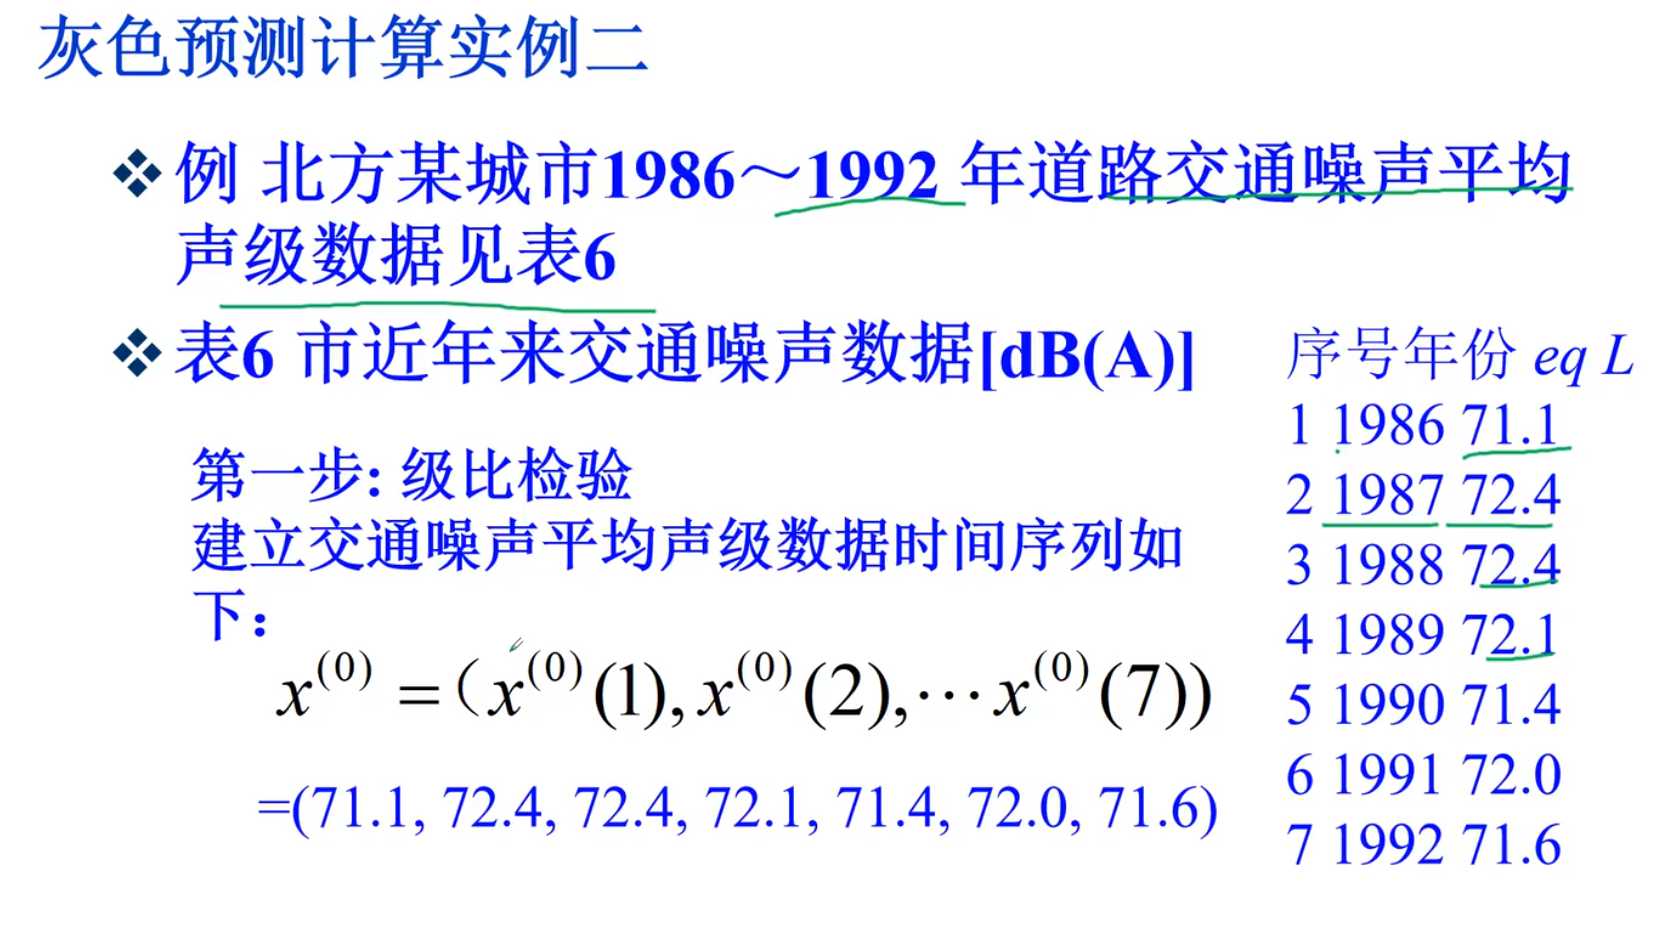 灰色预测计算实例二
例 北方某城市1986～1992 年道路交通噪声平均
声级数据见表6
表6 市近年来交通噪声数据[dB(A)]
第一步: 级比检验
建立交通噪声平均声级数据时间序列如
下：
x^(0) =（x^(0)(1), x^(0)(2),⋯x^(0)(7))
=(71.1, 72.4, 72.4, 72.1, 71.4, 72.0, 71.6)
序号年份 eq L
1 1986 71.1
2 1987 72.4
3 1988 72.4
4 1989 72.1
5 1990 71.4
6 1991 72.0
7 1992 71.6